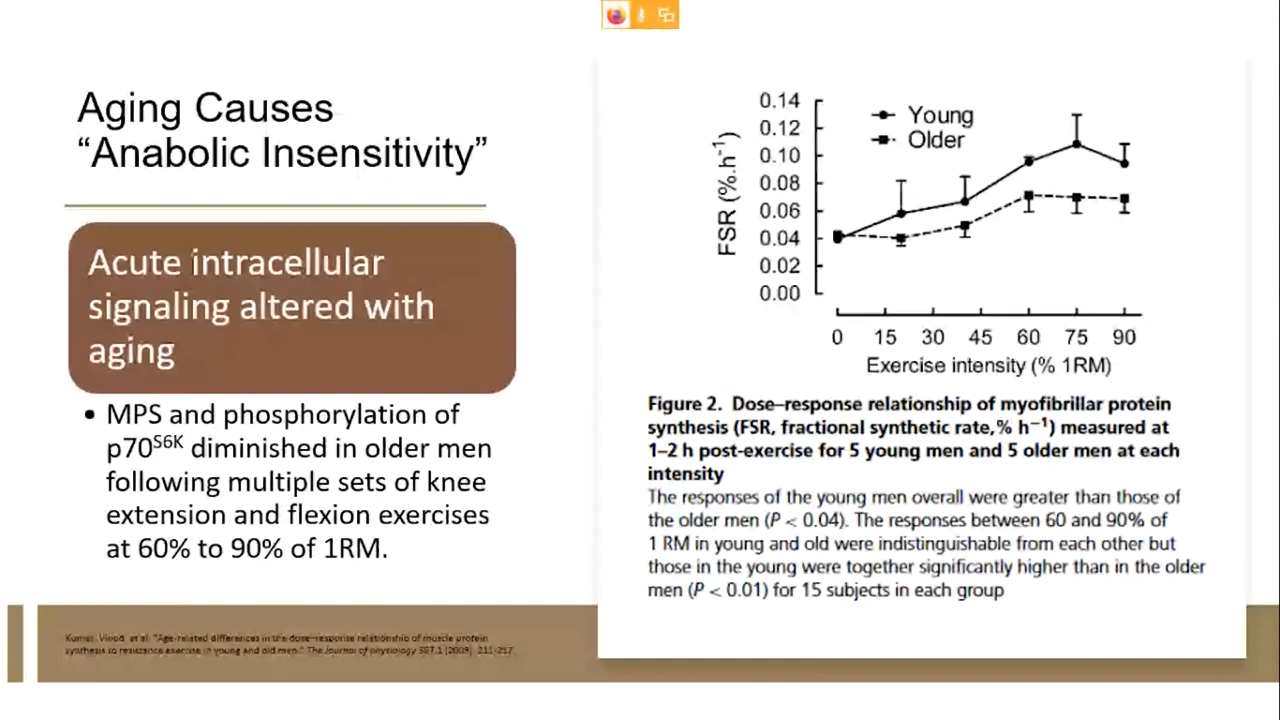 Aging Causes
“Anabolic Insensitivity”
Acute intracellular
signaling altered with
aging
• MPS and phosphorylation of
p70S6K diminished in older men
following multiple sets of knee
extension and flexion exercises
at 60% to 90% of 1RM.
Kumar, Vinod, et al. "Age-related differences in the dose-response relationship of muscle protein
synthesis to resistance exercise in young and old men." The Journal of physiology 587.1 (2009): 211-217.
FSR (%.h−1)
0.14
0.12
0.10
0.08
0.06
0.04
0.02
0.00
Young
Older
0 15 30 45 60 75 90
Exercise intensity (% 1RM)
Figure 2. Dose–response relationship of myofibrillar protein
synthesis (FSR, fractional synthetic rate,% h−1) measured at
1–2 h post-exercise for 5 young men and 5 older men at each
intensity
The responses of the young men overall were greater than those of
the older men (P < 0.04). The responses between 60 and 90% of
1 RM in young and old were indistinguishable from each other but
those in the young were together significantly higher than in the older
men (P < 0.01) for 15 subjects in each group